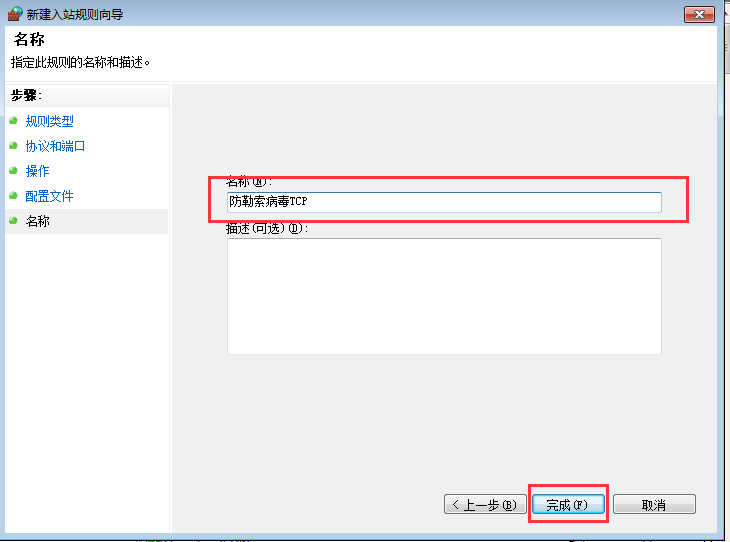 新建入站规则向导
名称
指定此规则的名称和描述。
步骤:
规则类型
协议和端口
操作
配置文件
名称
名称(N):
防勒索病毒TCP
描述(可选)(D):
< 上一步(B)
完成(F)
取消